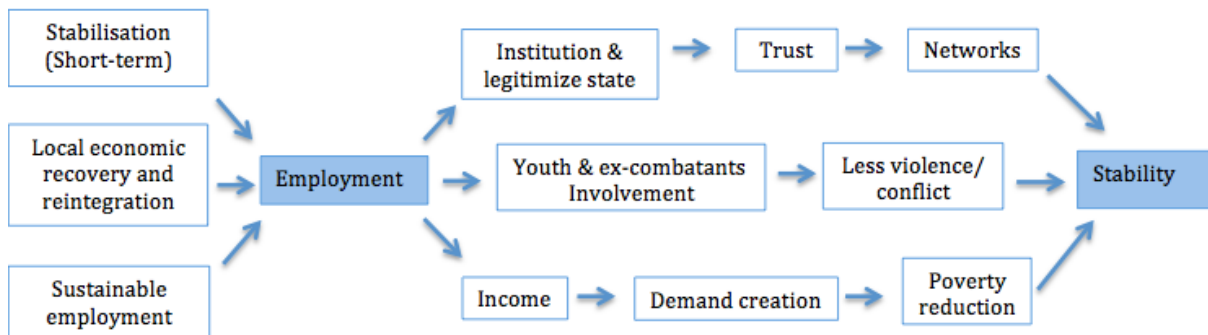 Stabilisation
(Short-term)
Local economic
recovery and
reintegration
Sustainable
employment
Employment
Institution &
legitimize state
Trust
Networks
Youth & ex-combatants
Involvement
Less violence/
conflict
Income
Demand creation
Poverty
reduction
Stability